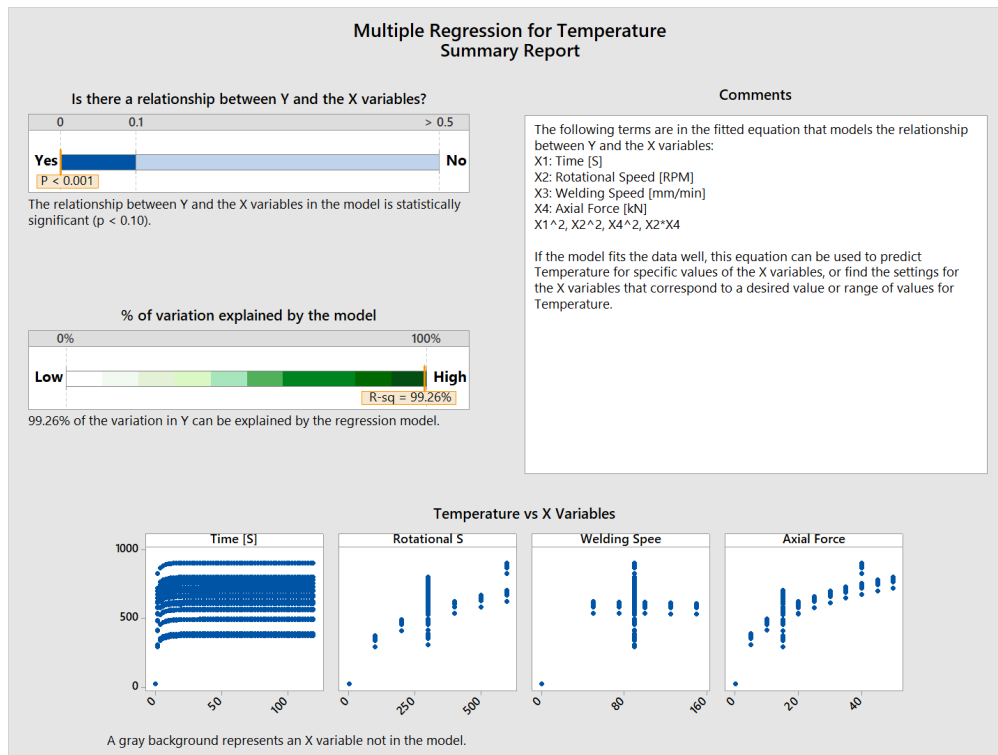 Multiple Regression for Temperature
Summary Report
Is there a relationship between Y and the X variables?
0 0.1 > 0.5
Yes No
P < 0.001
The relationship between Y and the X variables in the model is statistically
significant (p < 0.10).
% of variation explained by the model
0% 100%
Low High
R-sq = 99.26%
99.26% of the variation in Y can be explained by the regression model.
Comments
The following terms are in the fitted equation that models the relationship
between Y and the X variables:
X1: Time [S]
X2: Rotational Speed [RPM]
X3: Welding Speed [mm/min]
X4: Axial Force [kN]
X1^2, X2^2, X4^2, X2*X4
If the model fits the data well, this equation can be used to predict
Temperature for specific values of the X variables, or find the settings for
the X variables that correspond to a desired value or range of values for
Temperature.
Temperature vs X Variables
Time [S] Rotational S Welding Spee Axial Force
1000
500
0
0 50 100 0 250 500 0 80 160 0 20 40
A gray background represents an X variable not in the model.